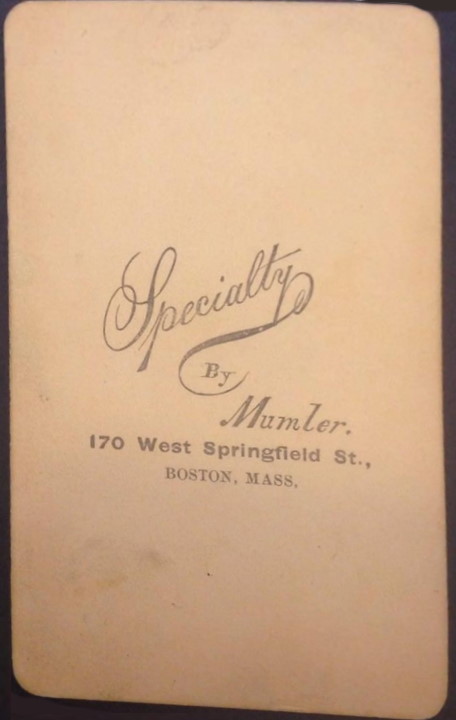 Specialty
By
Mumler.
170 West Springfield St.,
BOSTON, MASS.